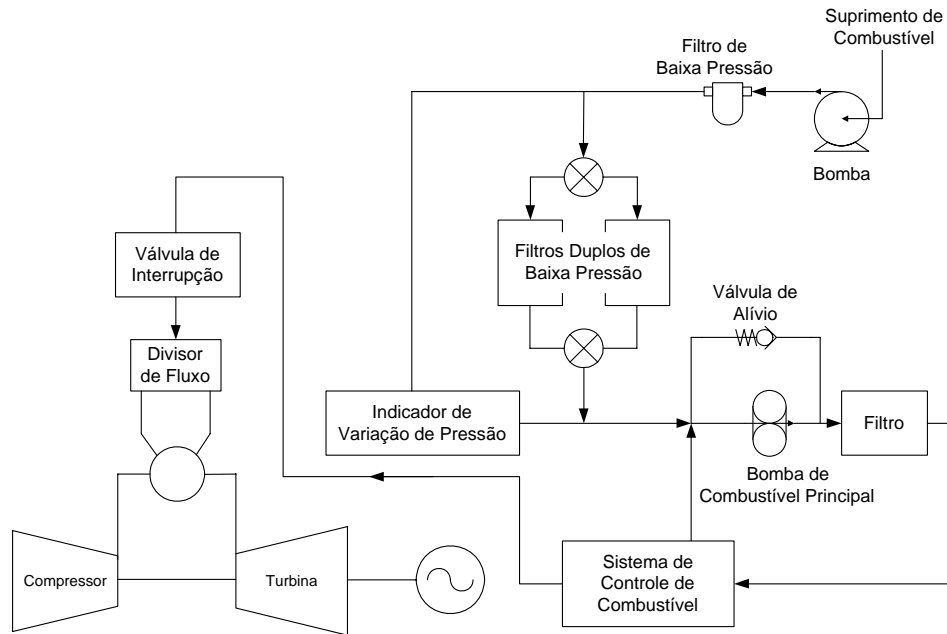 Suprimento de
Combustível
Filtro de
Baixa Pressão
Bomba
Válvula de
Interrupção
Filtros Duplos de
Baixa Pressão
Válvula de
Alívio
Divisor
de Fluxo
Indicador de
Variação de Pressão
Filtro
Bomba de
Combustível Principal
Compressor
Turbina
Sistema de
Controle de
Combustível